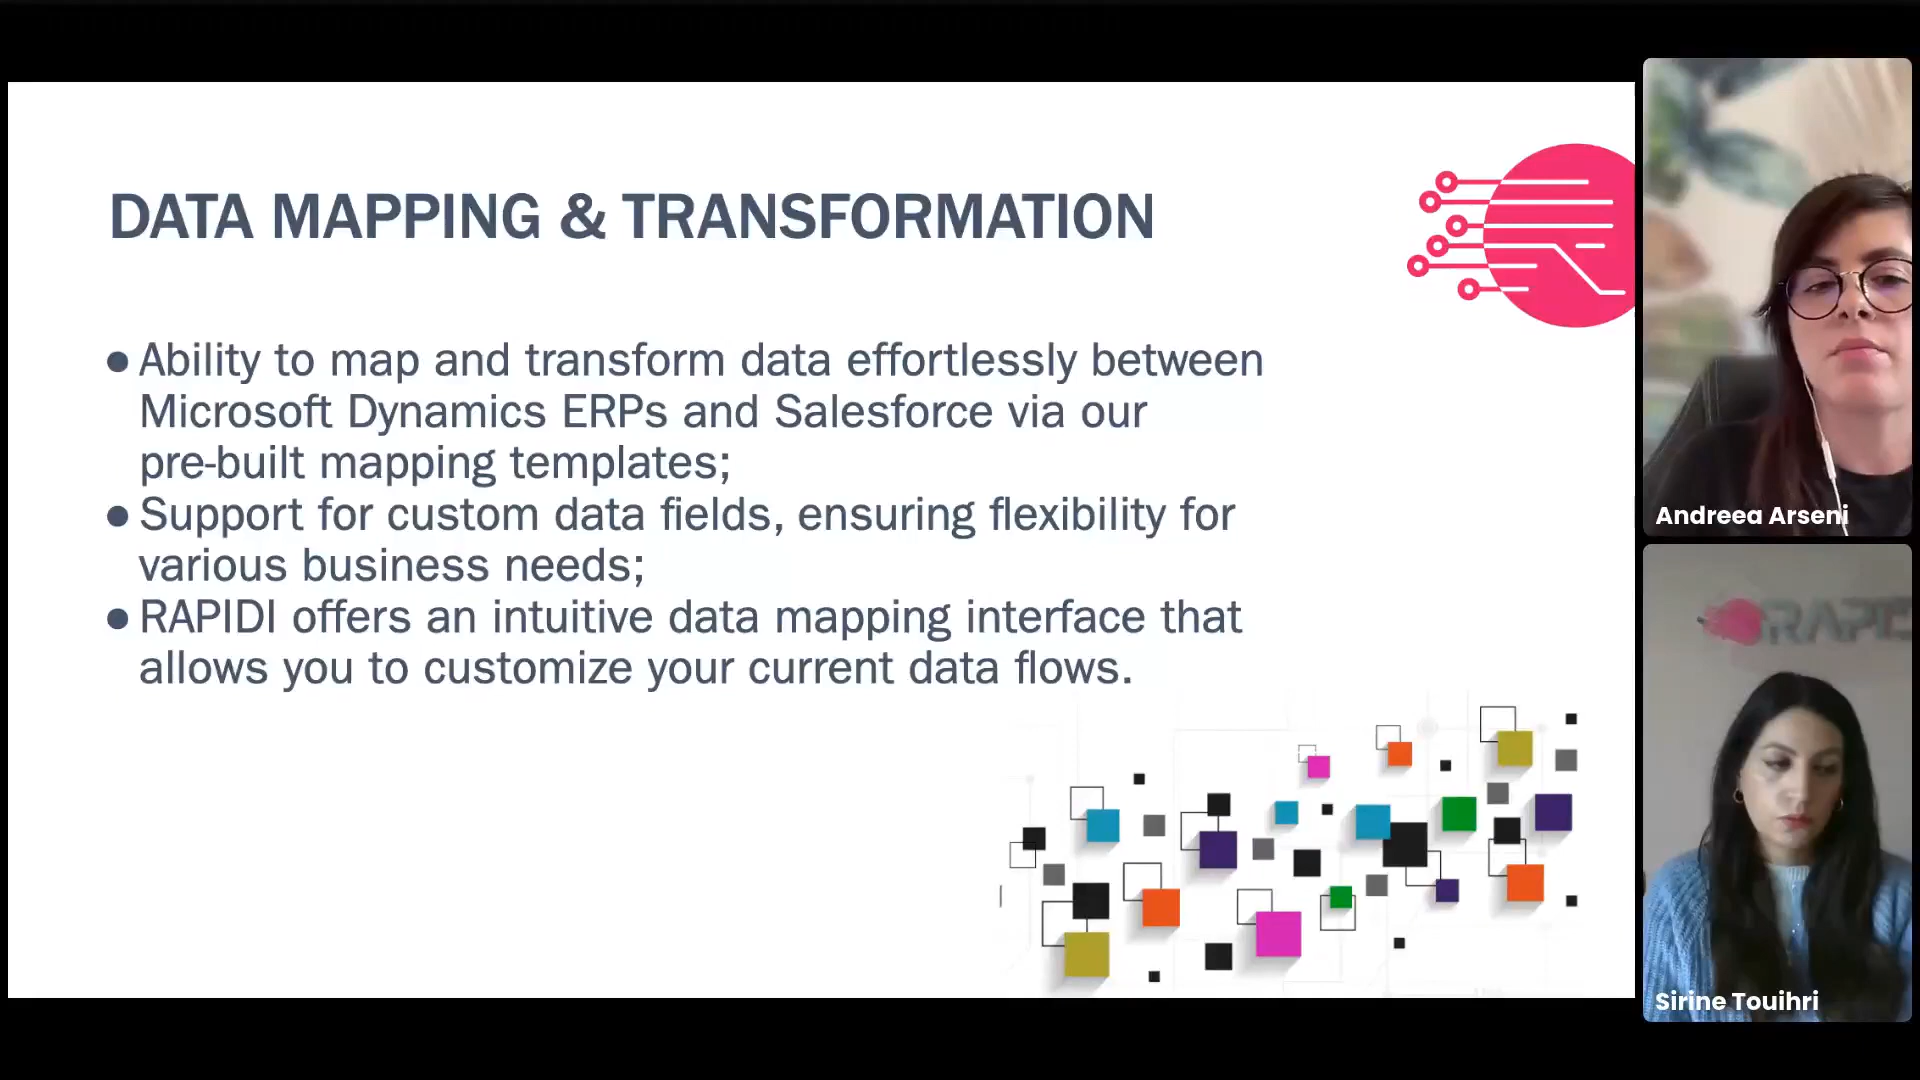 DATA MAPPING & TRANSFORMATION
● Ability to map and transform data effortlessly between
Microsoft Dynamics ERPs and Salesforce via our
pre-built mapping templates;
● Support for custom data fields, ensuring flexibility for
various business needs;
● RAPIDI offers an intuitive data mapping interface that
allows you to customize your current data flows.
Andreea Arseni
RAPID
Sirine Touihri